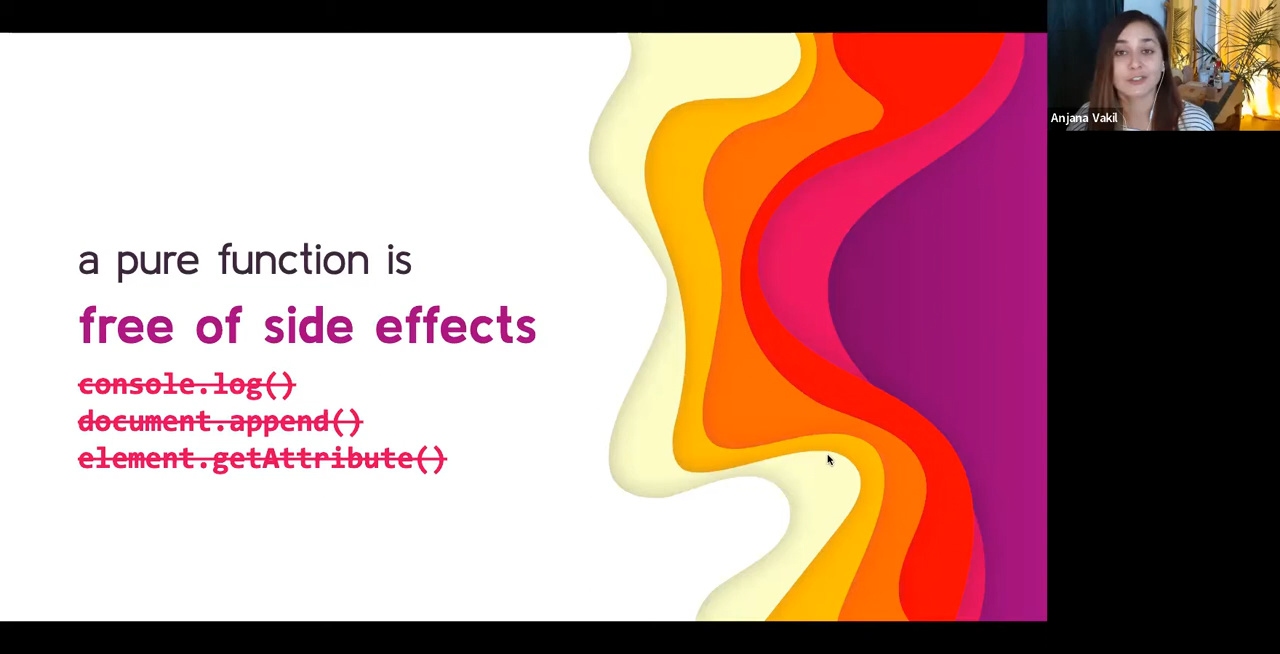 a pure function is
free of side effects
console.log()
document.append()
element.getAttribute()
Anjana Vakil